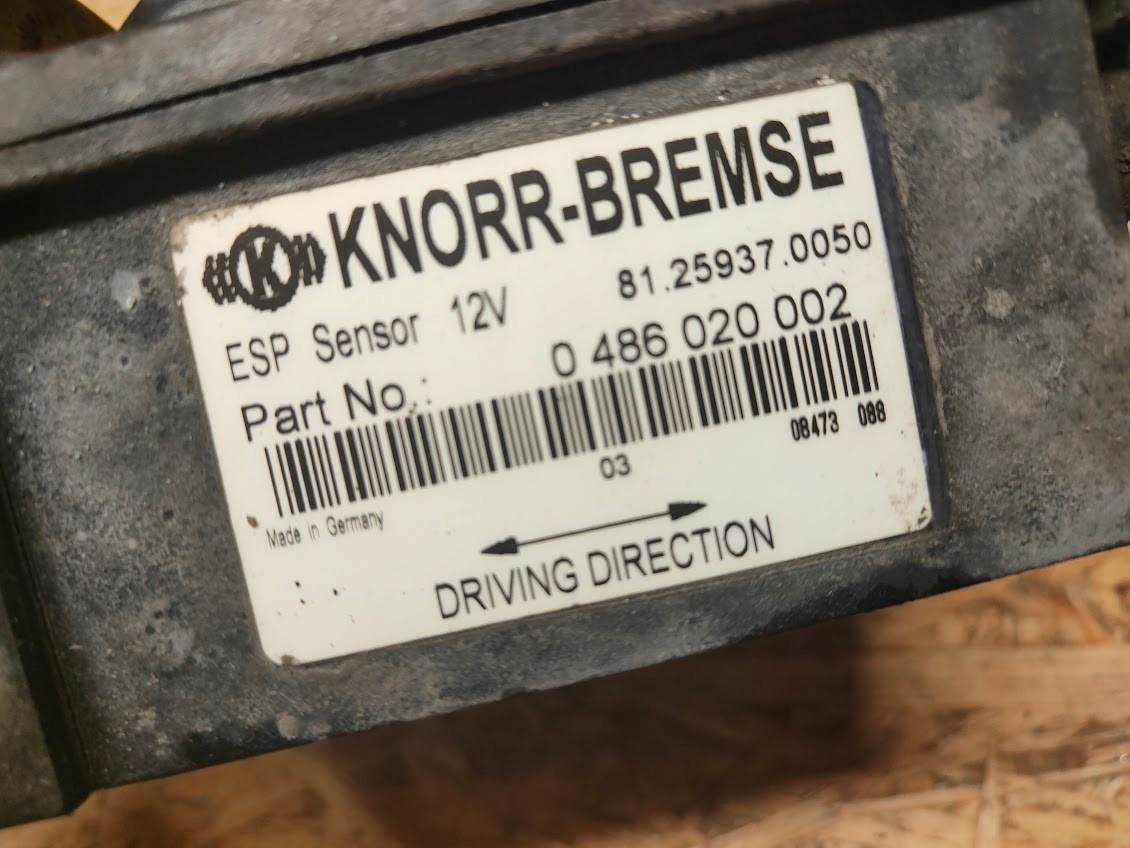 KNORR-BREMSE
ESP Sensor 12V 81.25937.0050
Part No.: 0 486 020 002
08473 088
03
Made in Germany
DRIVING DIRECTION